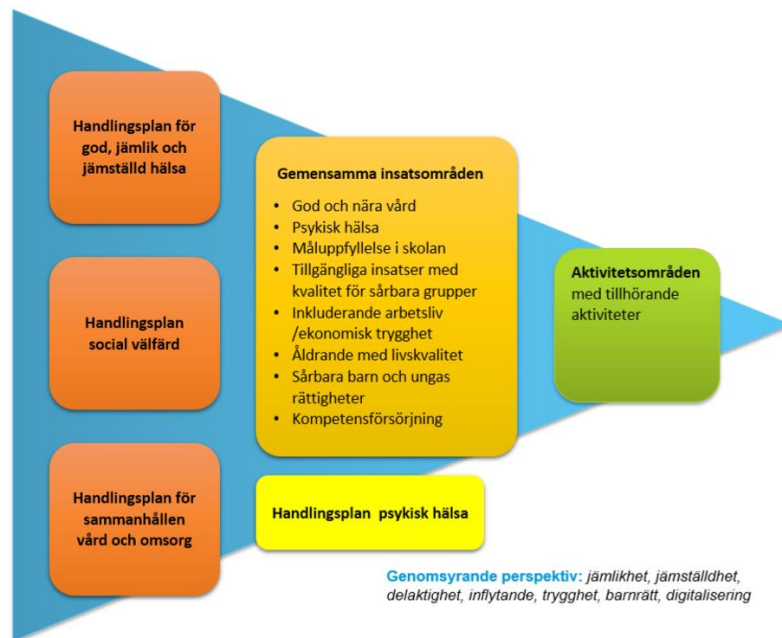 Handlingsplan för
god, jämlik och
jämställd hälsa
Handlingsplan
social välfärd
Handlingsplan för
sammanhållen
vård och omsorg
Gemensamma insatsområden
• God och nära vård
• Psykisk hälsa
• Måluppfyllelse i skolan
• Tillgängliga insatser med
kvalitet för sårbara grupper
• Inkluderande arbetsliv
/ekonomisk trygghet
• Åldrande med livskvalitet
• Sårbara barn och ungas
rättigheter
• Kompetensförsörjning
Handlingsplan psykisk hälsa
Aktivitetsområden
med tillhörande
aktiviteter
Genomsyrande perspektiv: jämlikhet, jämställdhet,
delaktighet, inflytande, trygghet, barnrätt, digitalisering